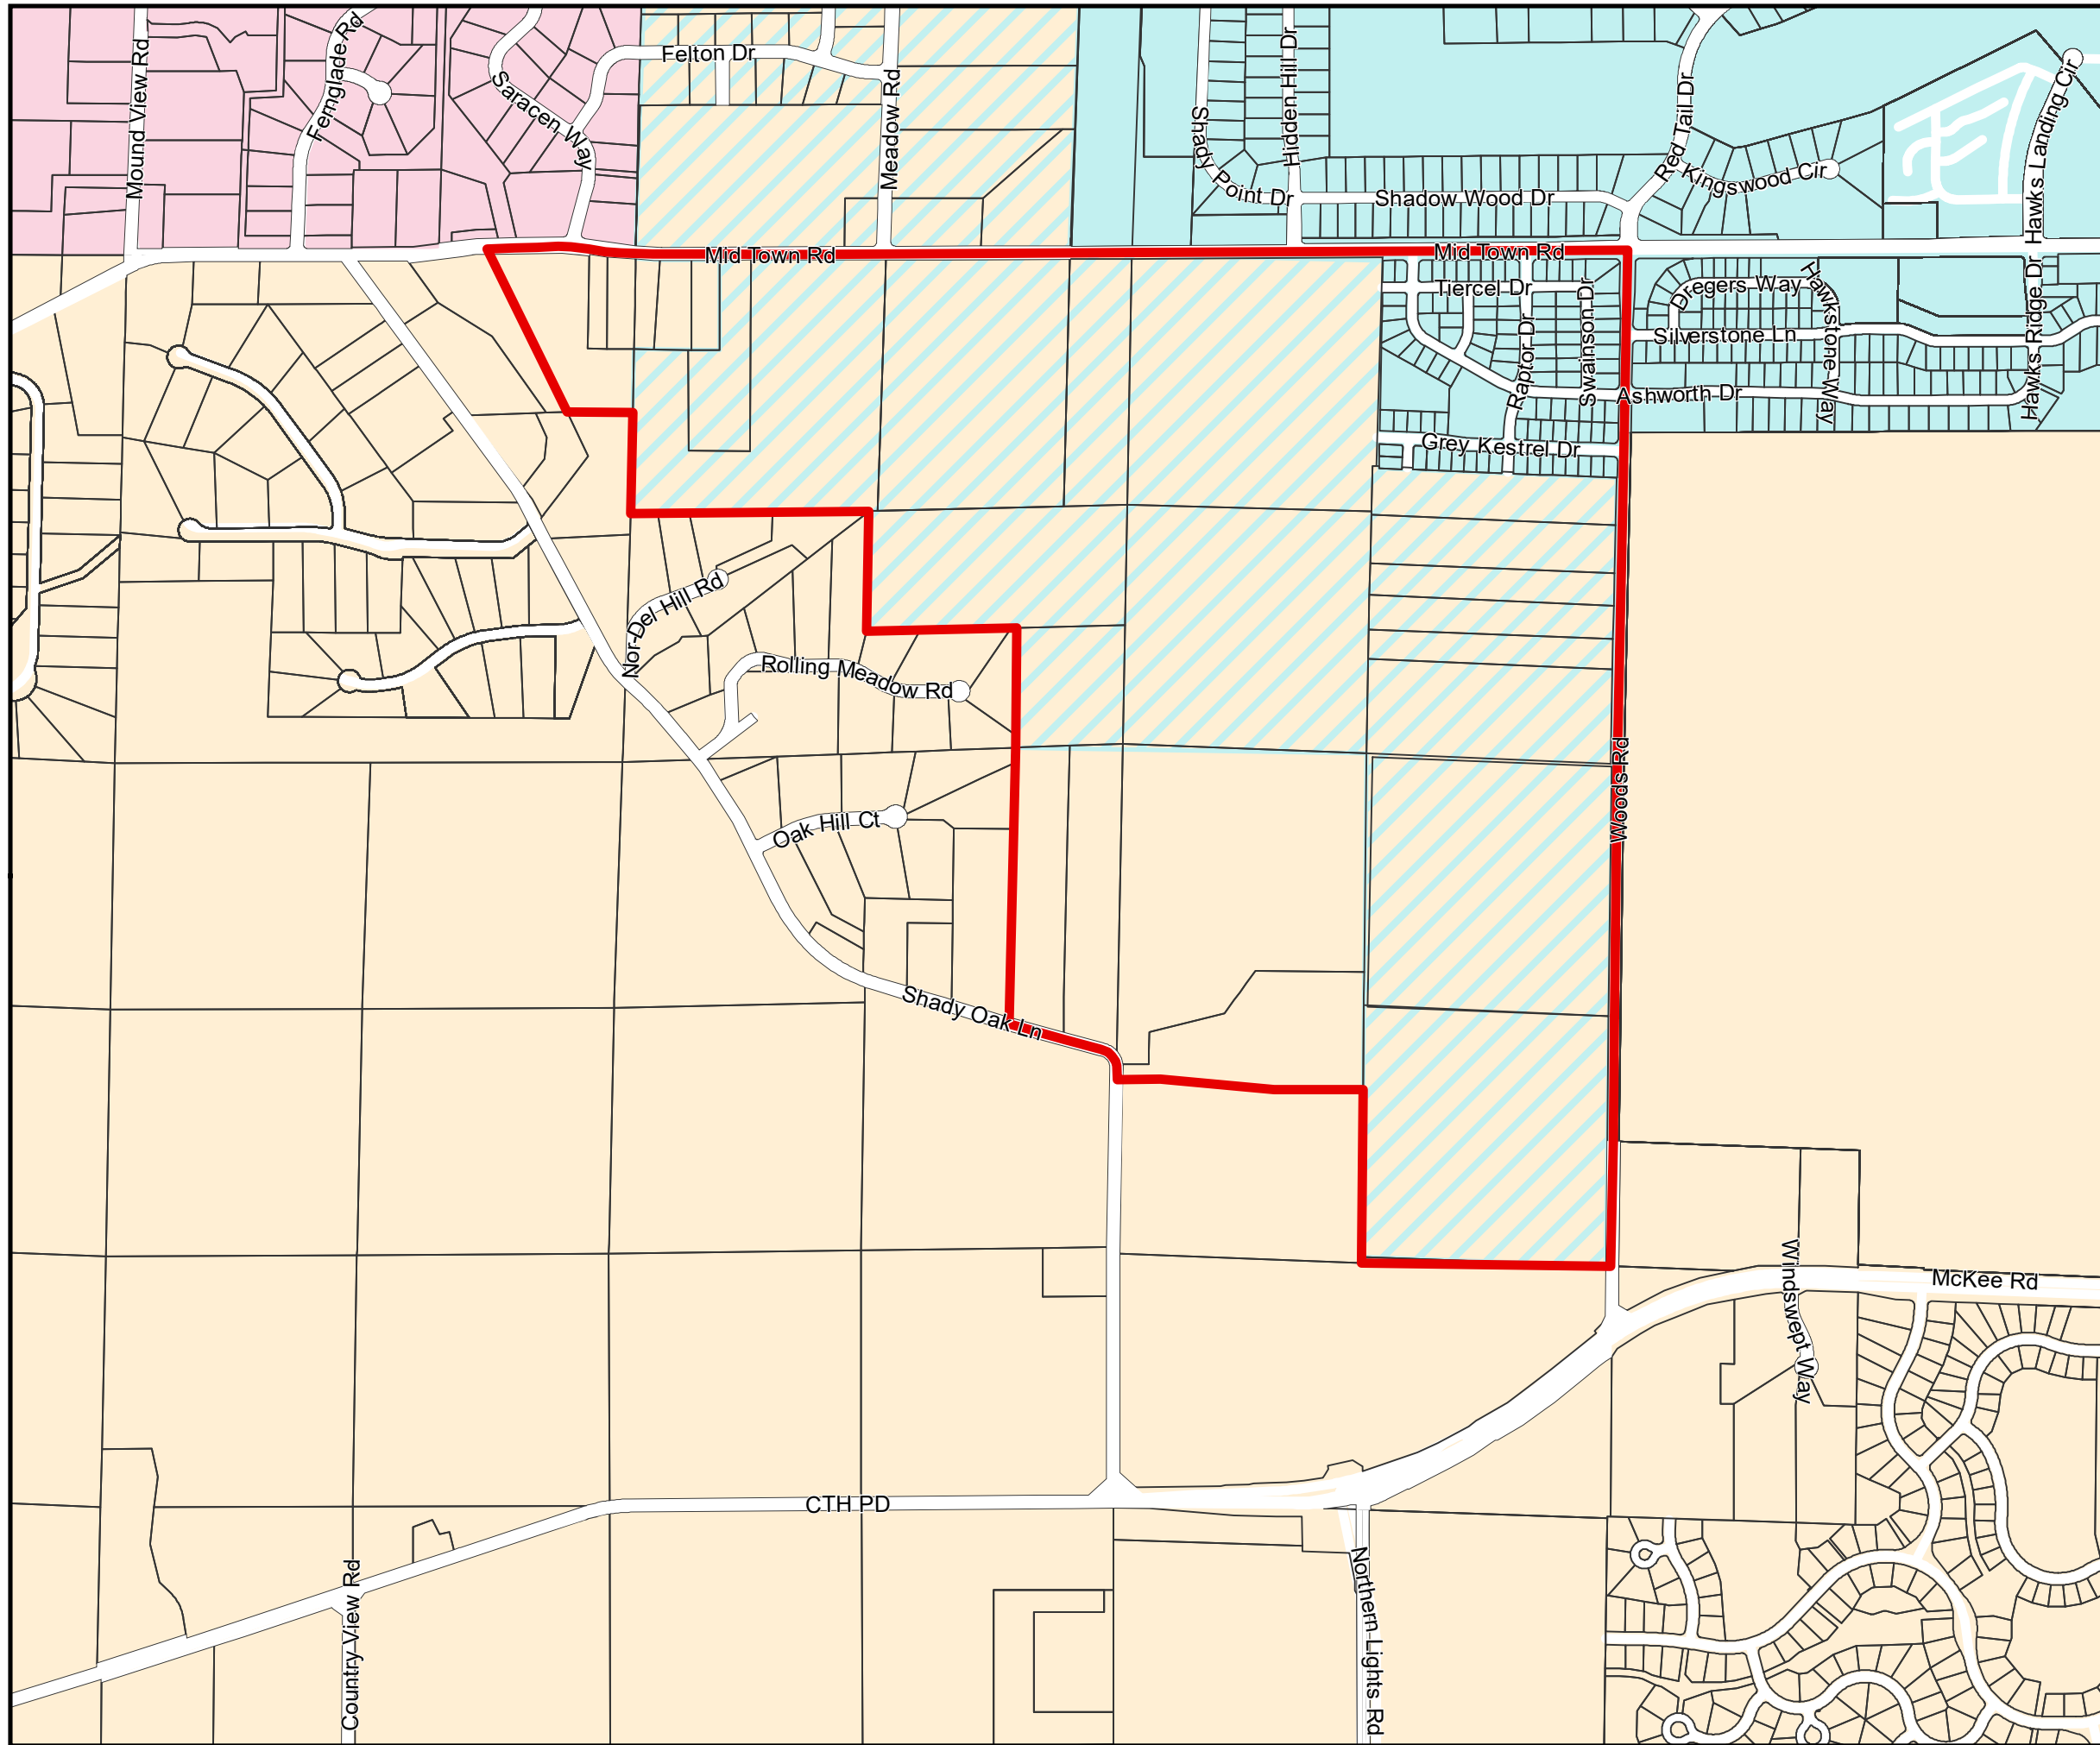 Mound View Rd
Fernglade Rd
Saracen Way
Felton Dr
Meadow Rd
Shady Point Dr
Hidden Hill Dr
Shadow Wood Dr
Red Tail Dr
Kingswood Cir
Hawks Landing Cir
Mid Town Rd
Mid Town Rd
Tiercel Dr
Raptor Dr
Swainson Dr
Dregers Way
Hawkstone Way
Silverstone Ln
Hawks Ridge Dr
Ashworth Dr
Grey Kestrel Dr
Nor-Del Hill Rd
Rolling Meadow Rd
Woods Rd
Oak Hill Ct
Shady Oak Ln
McKee Rd
Windswept Way
CTH PD
Country View Rd
Northern Lights Rd